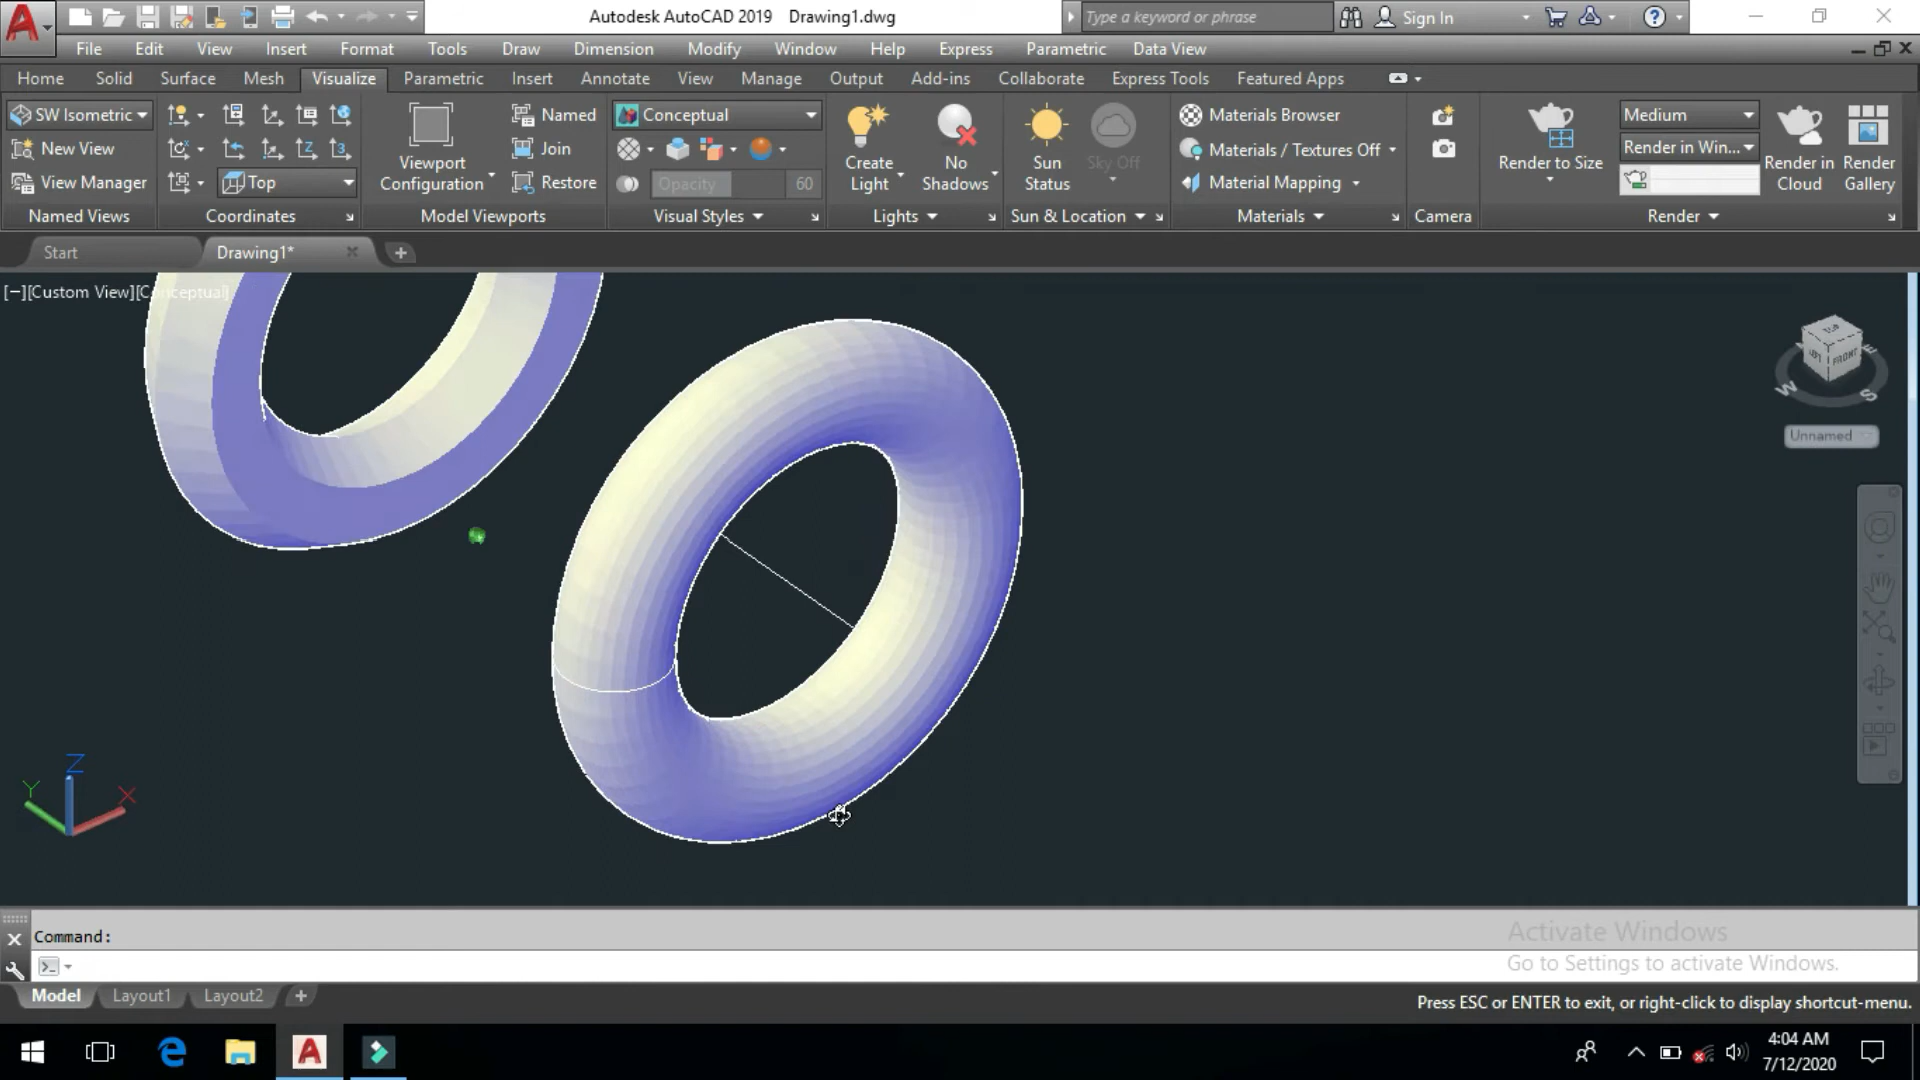 Autodesk AutoCAD 2019 Drawing1.dwg
Type a keyword or phrase
Sign In
File Edit View Insert Format Tools Draw Dimension Modify Window Help Express Parametric Data View
Home Solid Surface Mesh Visualize Parametric Insert Annotate View Manage Output Add-ins Collaborate Express Tools Featured Apps
SW Isometric
New View
View Manager
Named Views
Top
Coordinates
Viewport
Configuration
Named
Join
Restore
Model Viewports
Conceptual
Opacity 60
Visual Styles
Create
Light
No
Shadows
Lights
Sun
Status
Sky Off
Sun & Location
Materials Browser
Materials / Textures Off
Material Mapping
Materials
Camera
Render to Size
Medium
Render in Win...
Render in
Cloud
Render
Gallery
Render
Start Drawing1*
[−][Custom View][Conceptual]
TOP
LEFT FRONT
W S E
Unnamed
Z
Y X
Command:
Activate Windows
Go to Settings to activate Windows.
Model Layout1 Layout2
Press ESC or ENTER to exit, or right-click to display shortcut-menu.
4:04 AM
7/12/2020